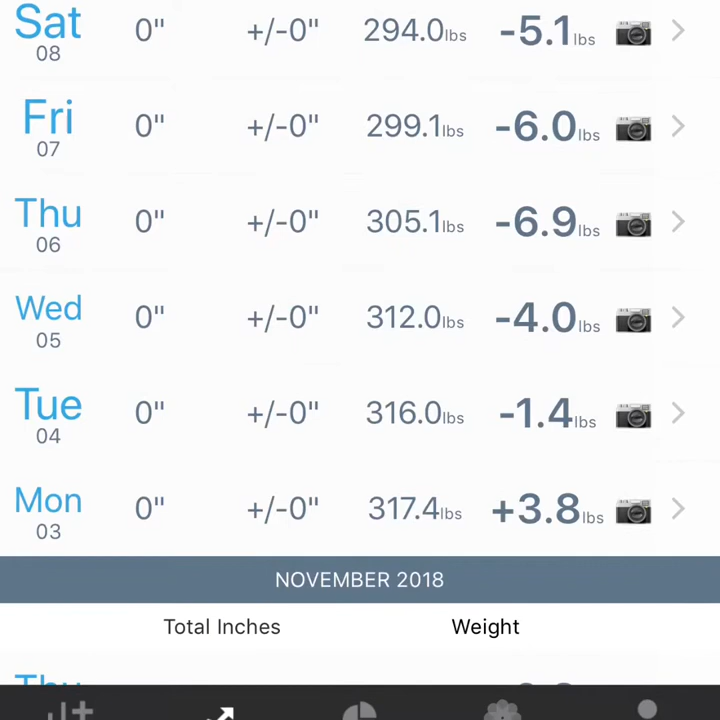 Sat 0" +/-0" 294.0lbs -5.1lbs
08
Fri 0" +/-0" 299.1lbs -6.0lbs
07
Thu 0" +/-0" 305.1lbs -6.9lbs
06
Wed 0" +/-0" 312.0lbs -4.0lbs
05
Tue 0" +/-0" 316.0lbs -1.4lbs
04
Mon 0" +/-0" 317.4lbs +3.8lbs
03
NOVEMBER 2018
Total Inches Weight
Thu